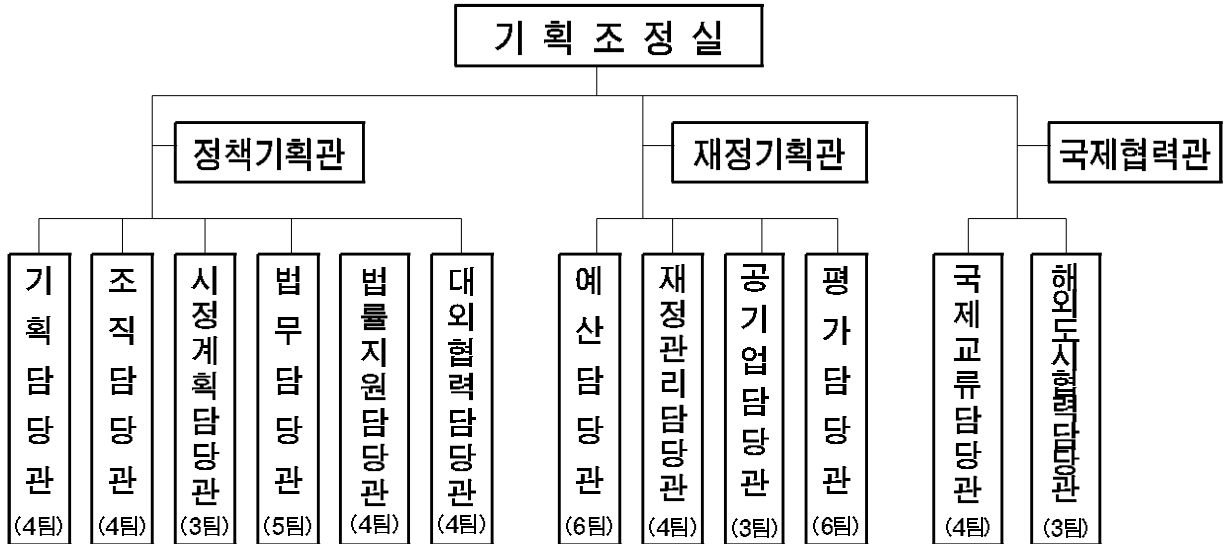 기 획 조 정 실
정책기획관
재정기획관
국제협력관
기획담당관
(4팀)
조직담당관
(4팀)
시정계획담당관
(3팀)
법무담당관
(5팀)
법률지원담당관
(4팀)
대외협력담당관
(4팀)
예산담당관
(6팀)
재정관리담당관
(4팀)
공기업담당관
(3팀)
평가담당관
(6팀)
국제교류담당관
(4팀)
해외도시협력담당관
(3팀)